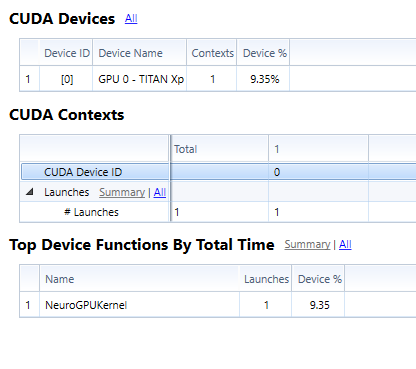 CUDA Devices All
Device ID Device Name Contexts Device %
1 [0] GPU 0 - TITAN Xp 1 9.35%
CUDA Contexts
Total 1
CUDA Device ID 0
Launches Summary | All
# Launches 1 1
Top Device Functions By Total Time Summary | All
Name Launches Device %
1 NeuroGPUKernel 1 9.35